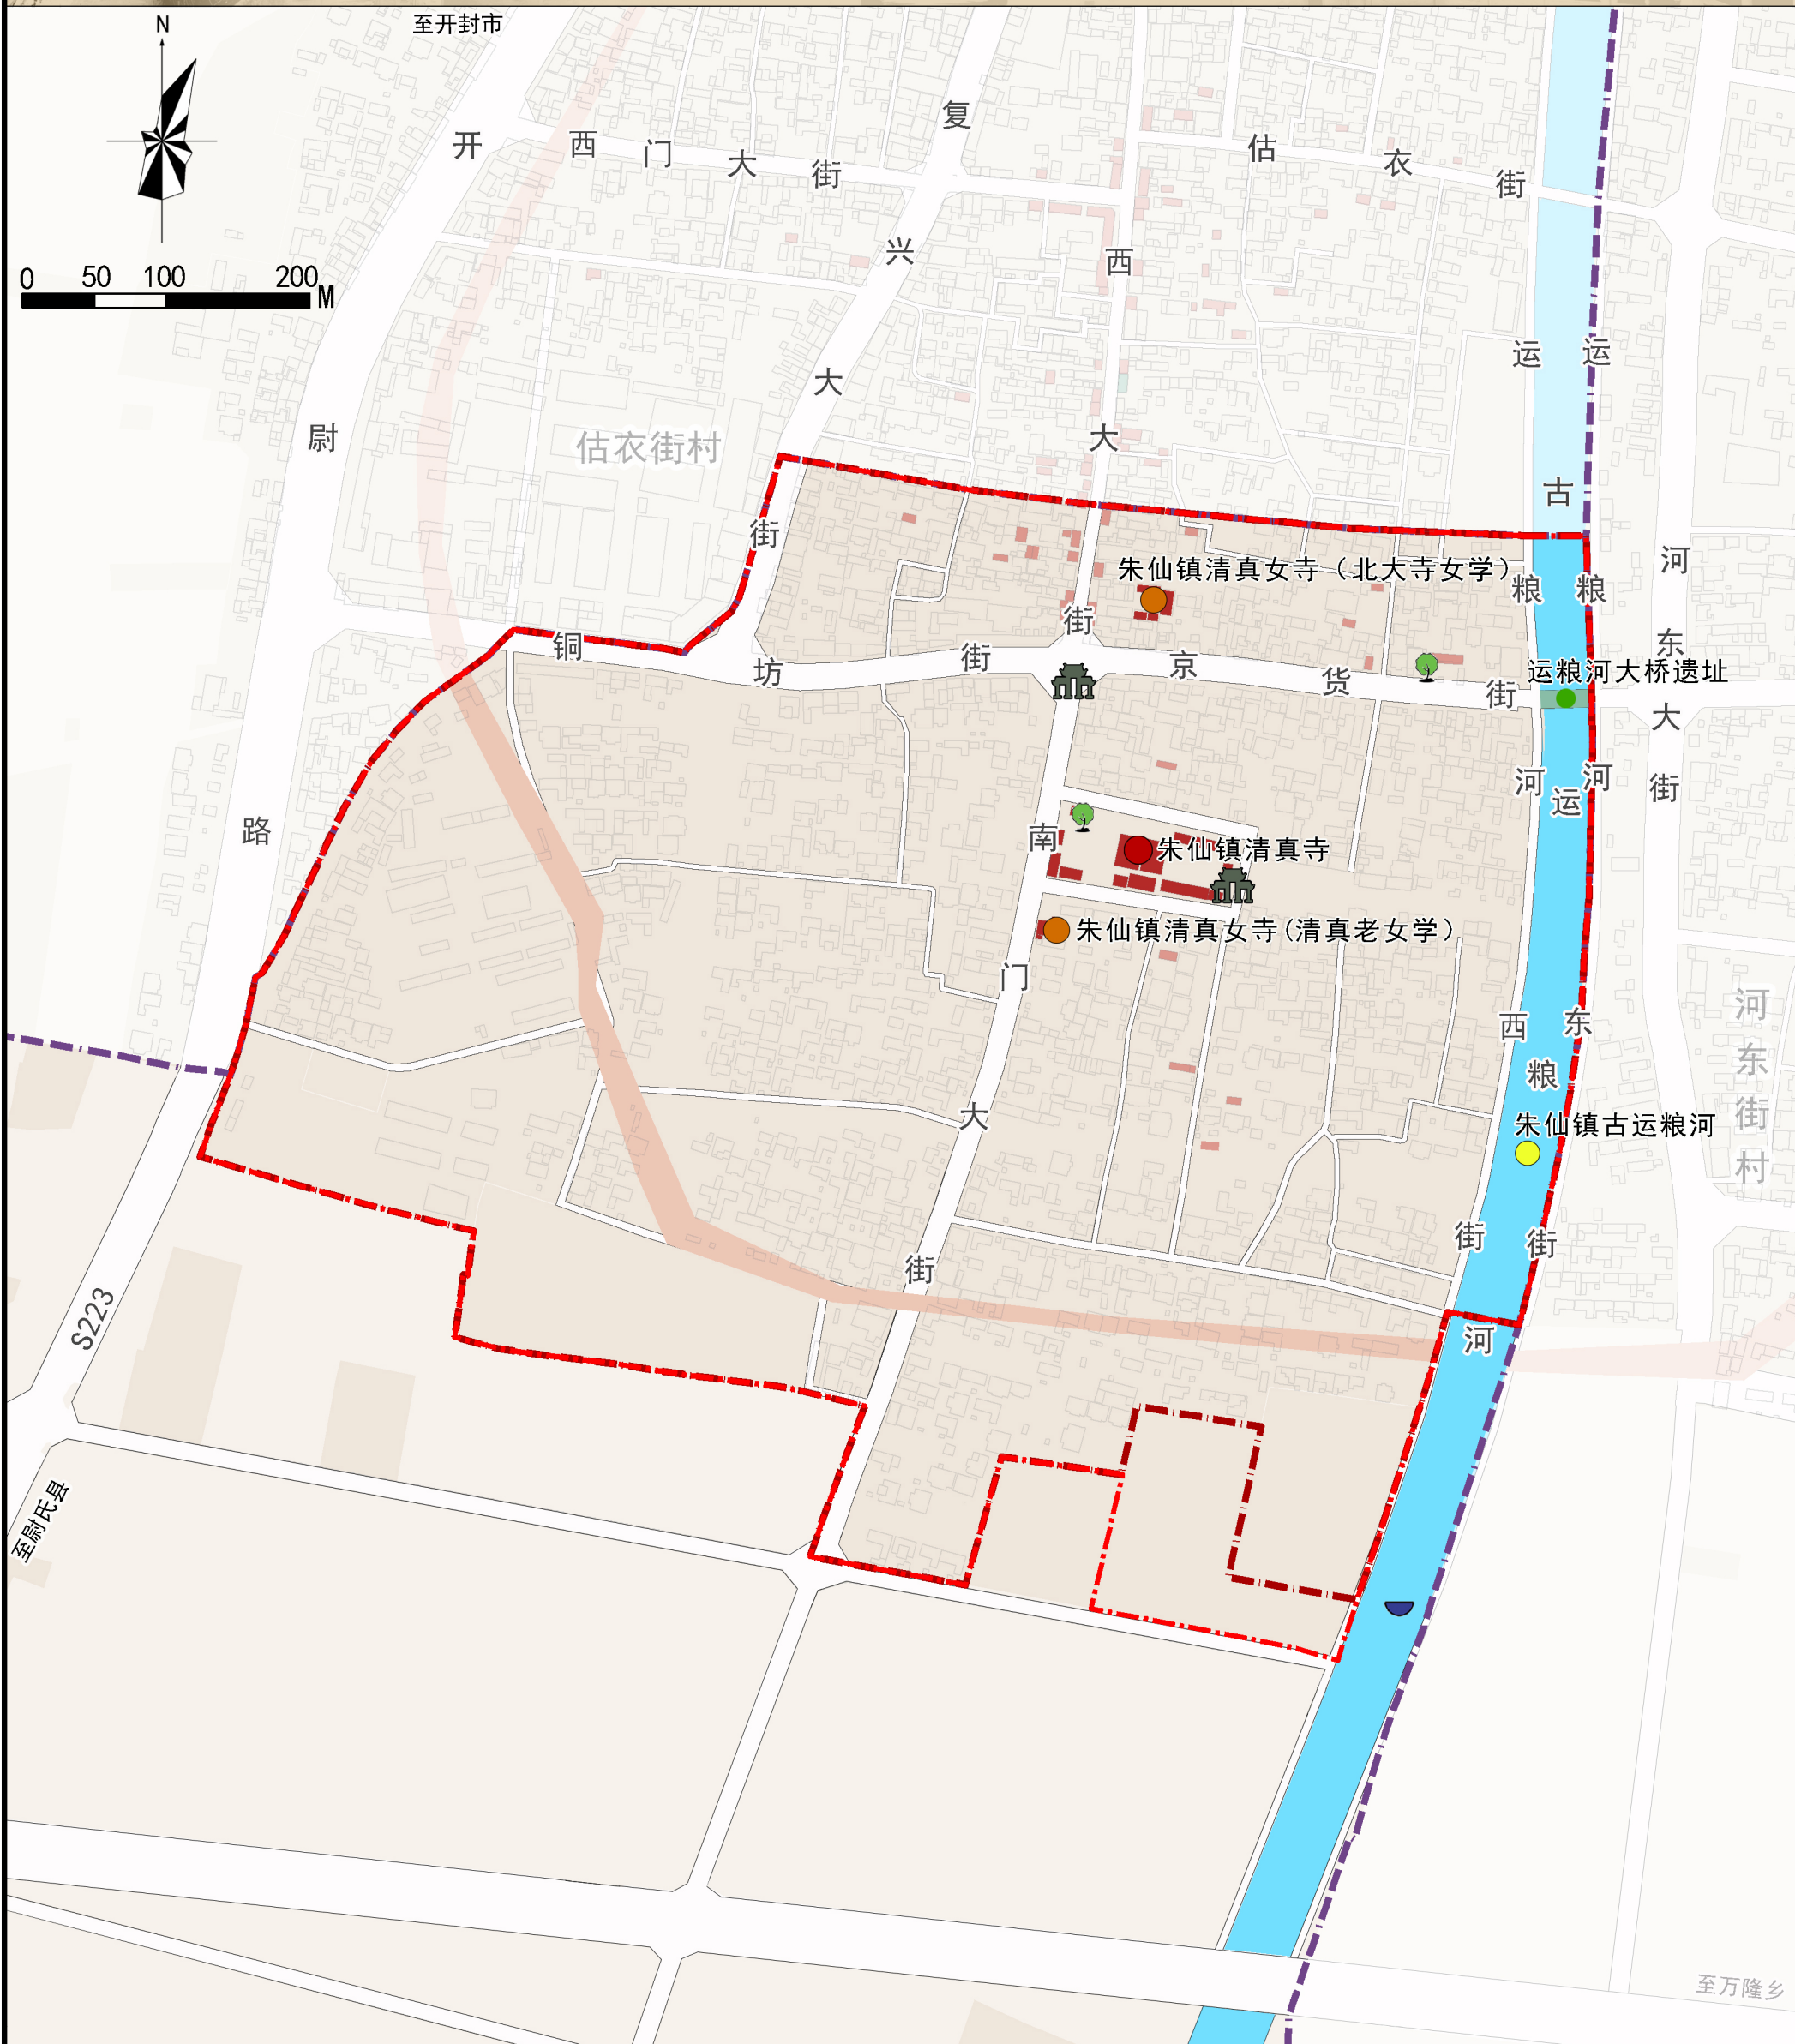 至开封市
N
0 50 100 200 M
开尉路
西门大街
复兴大街
估衣街
西大街
估衣街村
铜坊街
京货街
南门大街
运粮河西街
运粮河东街
古运粮河
河东大街
河东街村
朱仙镇清真女寺（北大寺女学）
运粮河大桥遗址
朱仙镇清真寺
朱仙镇清真女寺(清真老女学）
朱仙镇古运粮河
S223
至尉氏县
至万隆乡